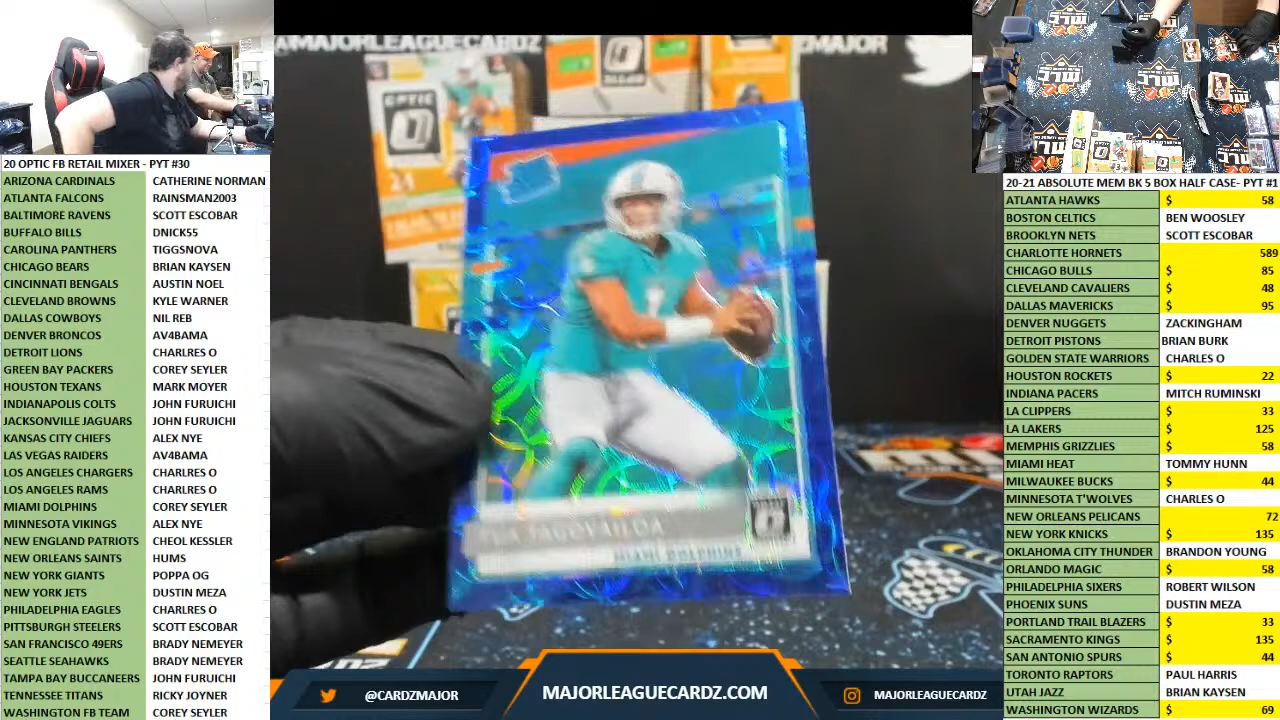 20 OPTIC FB RETAIL MIXER - PYT #30
ARIZONA CARDINALS CATHERINE NORMAN
ATLANTA FALCONS RAINSMAN2003
BALTIMORE RAVENS SCOTT ESCOBAR
BUFFALO BILLS DNICK55
CAROLINA PANTHERS TIGGSNOVA
CHICAGO BEARS BRIAN KAYSEN
CINCINNATI BENGALS AUSTIN NOEL
CLEVELAND BROWNS KYLE WARNER
DALLAS COWBOYS NIL REB
DENVER BRONCOS AV4BAMA
DETROIT LIONS CHARLRES O
GREEN BAY PACKERS COREY SEYLER
HOUSTON TEXANS MARK MOYER
INDIANAPOLIS COLTS JOHN FURUICHI
JACKSONVILLE JAGUARS JOHN FURUICHI
KANSAS CITY CHIEFS ALEX NYE
LAS VEGAS RAIDERS AV4BAMA
LOS ANGELES CHARGERS CHARLRES O
LOS ANGELES RAMS CHARLRES O
MIAMI DOLPHINS COREY SEYLER
MINNESOTA VIKINGS ALEX NYE
NEW ENGLAND PATRIOTS CHEOL KESSLER
NEW ORLEANS SAINTS HUMS
NEW YORK GIANTS POPPA OG
NEW YORK JETS DUSTIN MEZA
PHILADELPHIA EAGLES CHARLRES O
PITTSBURGH STEELERS SCOTT ESCOBAR
SAN FRANCISCO 49ERS BRADY NEMEYER
SEATTLE SEAHAWKS BRADY NEMEYER
TAMPA BAY BUCCANEERS JOHN FURUICHI
TENNESSEE TITANS RICKY JOYNER
WASHINGTON FB TEAM COREY SEYLER
@MAJORLEAGUECARDZ
MAJOR
OPTIC
24
TUA TAGOVAILOA
MIAMI DOLPHINS
@CARDZMAJOR
MAJORLEAGUECARDZ.COM
MAJORLEAGUECARDZ
20-21 ABSOLUTE MEM BK 5 BOX HALF CASE- PYT #1
ATLANTA HAWKS $ 58
BOSTON CELTICS BEN WOOSLEY
BROOKLYN NETS SCOTT ESCOBAR
CHARLOTTE HORNETS 589
CHICAGO BULLS $ 85
CLEVELAND CAVALIERS $ 48
DALLAS MAVERICKS $ 95
DENVER NUGGETS ZACKINGHAM
DETROIT PISTONS BRIAN BURK
GOLDEN STATE WARRIORS CHARLES O
HOUSTON ROCKETS $ 22
INDIANA PACERS MITCH RUMINSKI
LA CLIPPERS $ 33
LA LAKERS $ 125
MEMPHIS GRIZZLIES $ 58
MIAMI HEAT TOMMY HUNN
MILWAUKEE BUCKS $ 44
MINNESOTA T'WOLVES CHARLES O
NEW ORLEANS PELICANS 72
NEW YORK KNICKS $ 135
OKLAHOMA CITY THUNDER BRANDON YOUNG
ORLANDO MAGIC $ 58
PHILADELPHIA SIXERS ROBERT WILSON
PHOENIX SUNS DUSTIN MEZA
PORTLAND TRAIL BLAZERS $ 33
SACRAMENTO KINGS $ 135
SAN ANTONIO SPURS $ 44
TORONTO RAPTORS PAUL HARRIS
UTAH JAZZ BRIAN KAYSEN
WASHINGTON WIZARDS $ 69